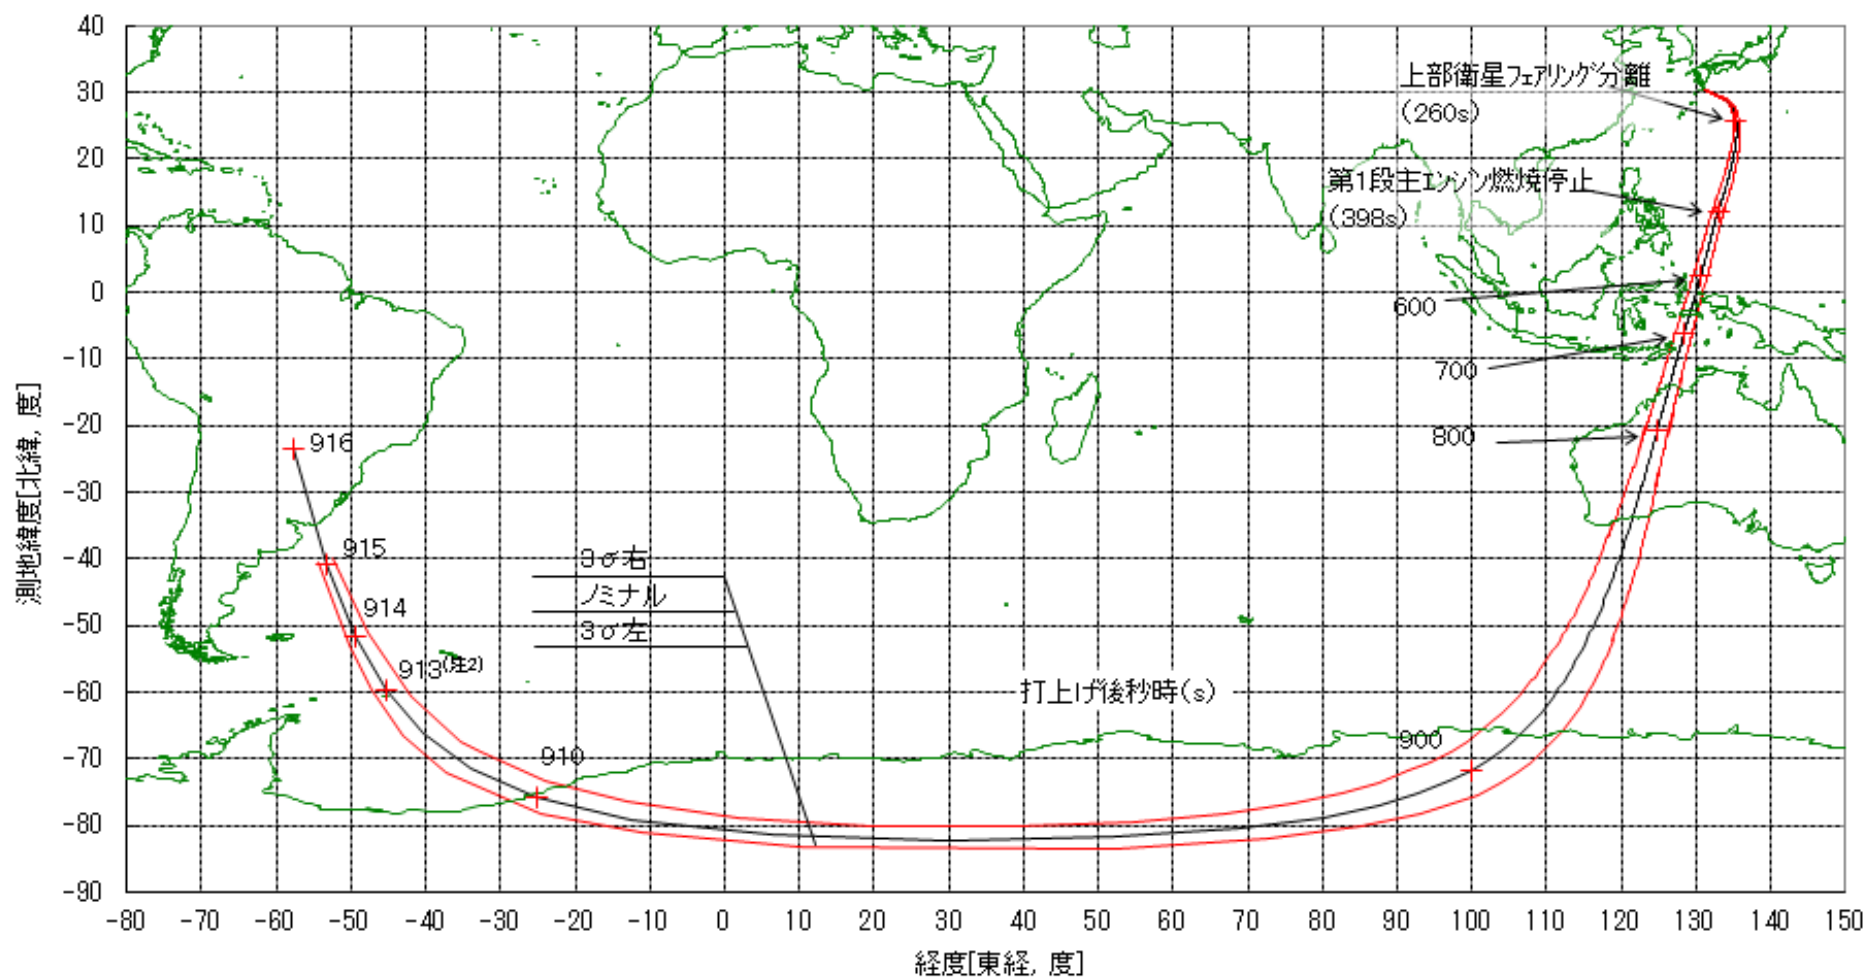 40
30
20
10
0
-10
-20
-30
-40
-50
-60
-70
-80
-90
測地緯度[北緯, 度]
上部衛星フェアリング分離
(260s)
第1段主エンジン燃焼停止
(398s)
600
700
800
916
915
914
913(注2)
910
900
3σ右
ノミナル
3σ左
打上げ後秒時(s)
-80 -70 -60 -50 -40 -30 -20 -10 0 10 20 30 40 50 60 70 80 90 100 110 120 130 140 150
経度[東経, 度]